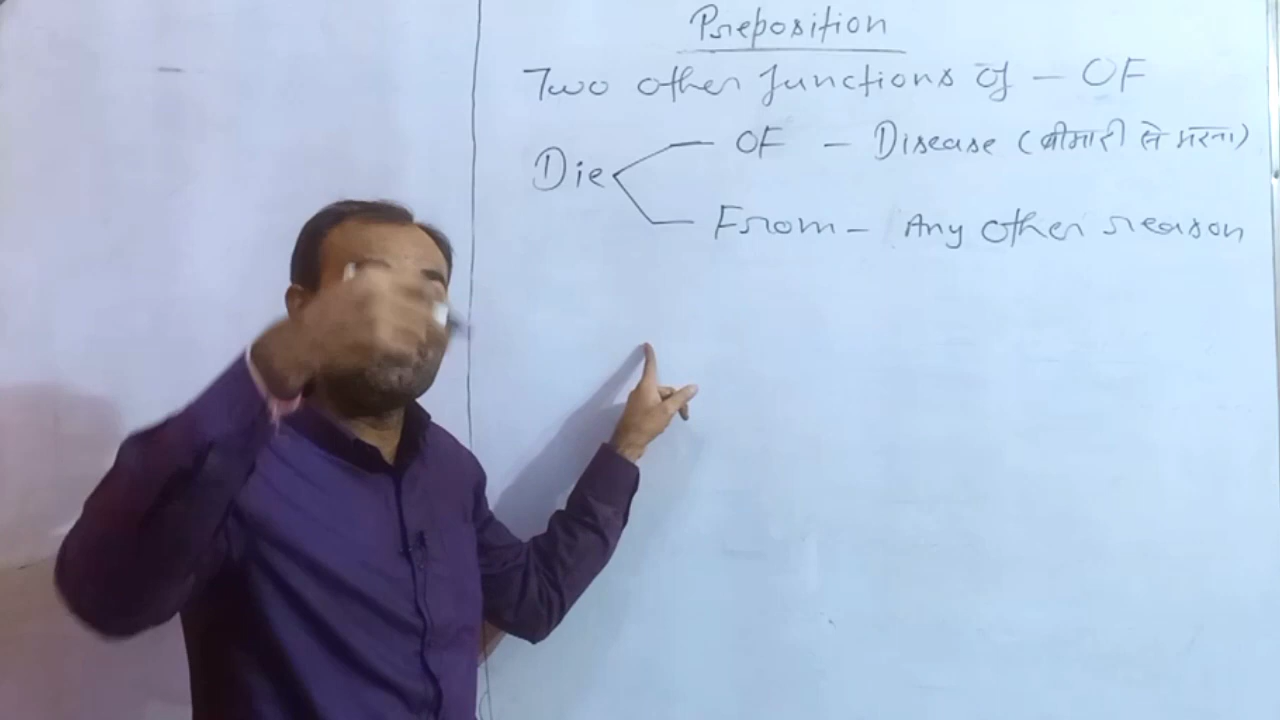 Preposition
Two other functions of - OF
Die
OF - Disease (बीमारी से मरना)
From - Any other reason